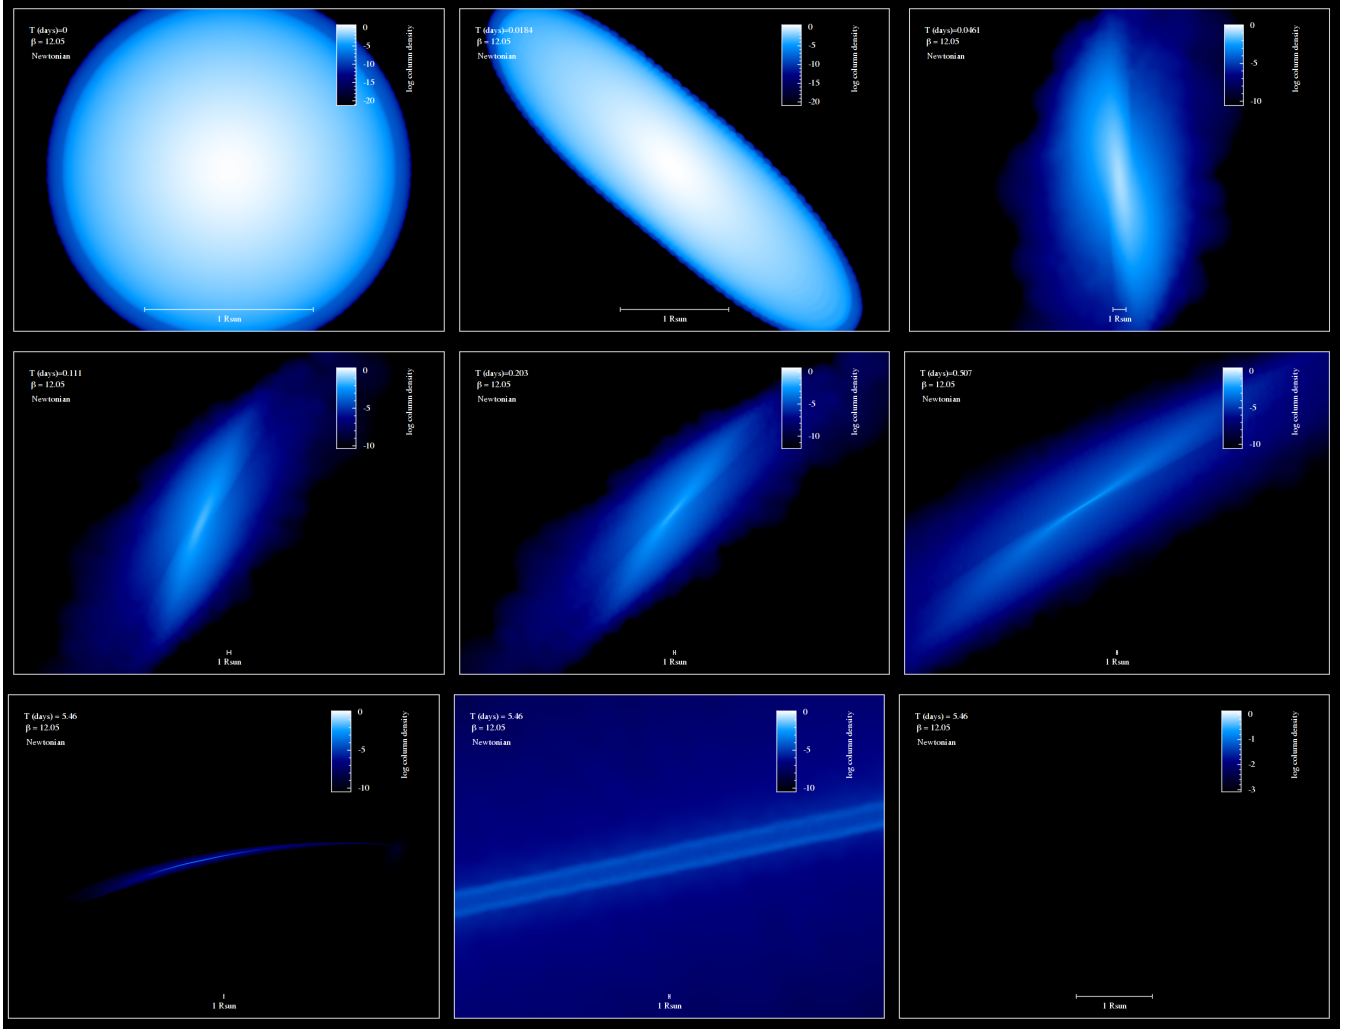 T (days)=0
β = 12.05
Newtonian
0
-5
-10
-15
-20
log column density
1 Rsun
T (days)=0.0184
β = 12.05
Newtonian
0
-5
-10
-15
-20
log column density
1 Rsun
T (days)=0.0461
β = 12.05
Newtonian
0
-5
-10
log column density
1 Rsun
T (days)=0.111
β = 12.05
Newtonian
0
-5
-10
log column density
1 Rsun
T (days)=0.203
β = 12.05
Newtonian
0
-5
-10
log column density
1 Rsun
T (days)=0.507
β = 12.05
Newtonian
0
-5
-10
log column density
1 Rsun
T (days) = 5.46
β = 12.05
Newtonian
0
-5
-10
log column density
1 Rsun
T (days) = 5.46
β = 12.05
Newtonian
0
-5
-10
log column density
1 Rsun
T (days) = 5.46
β = 12.05
Newtonian
0
-1
-2
-3
log column density
1 Rsun